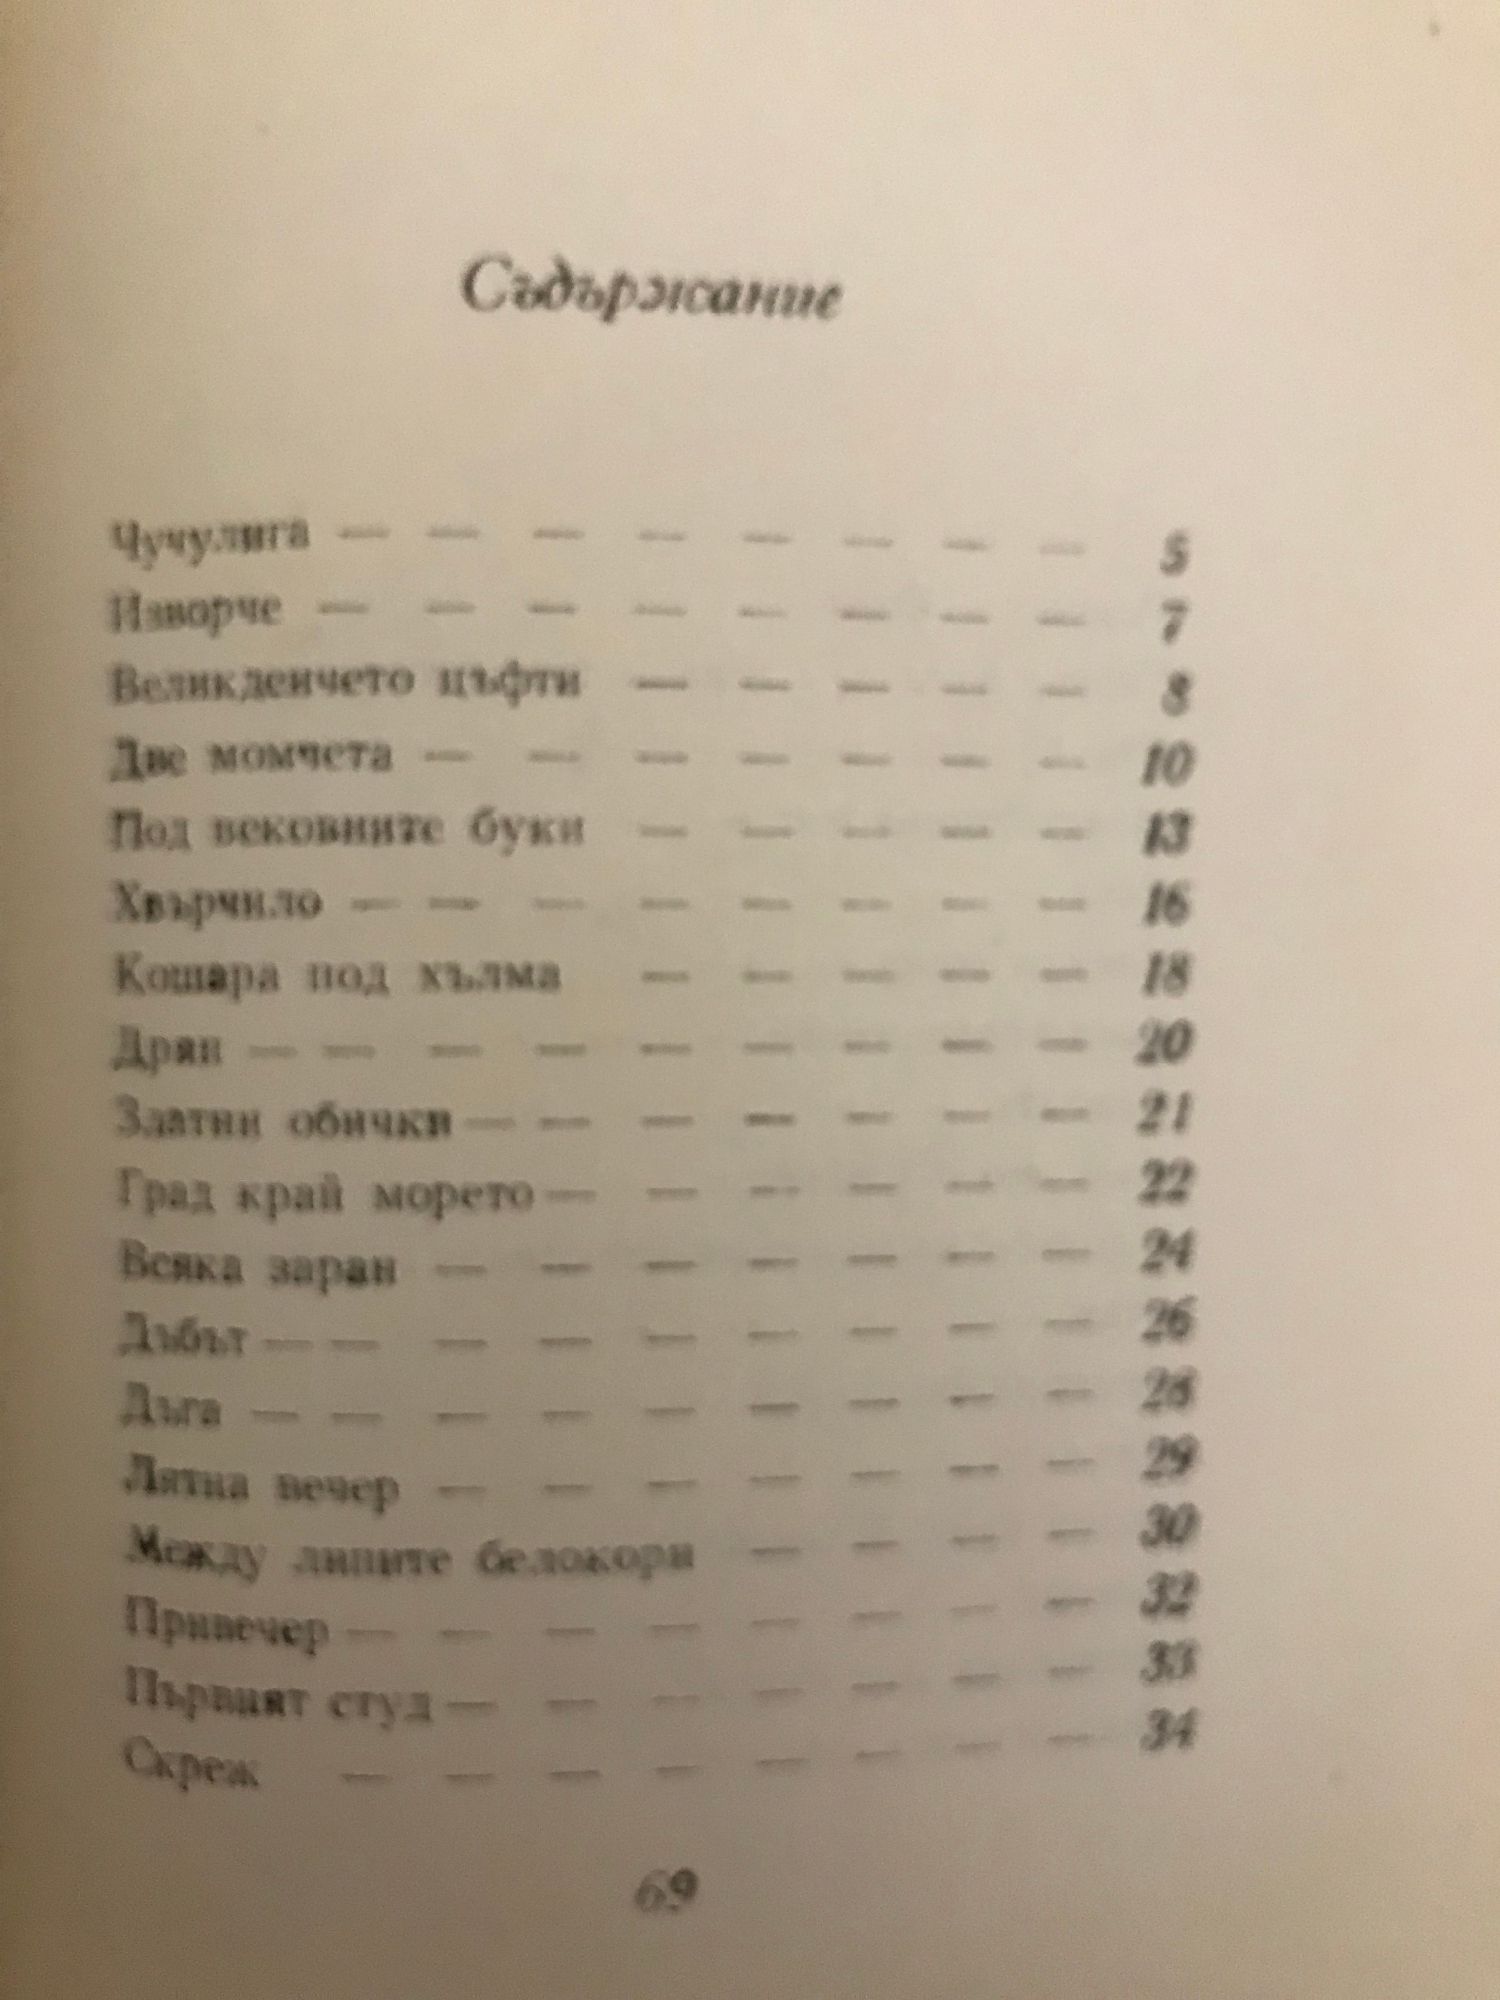 Съдържание
Чучулига — — — — — — — — 5
Изворче — — — — — — — — 7
Великденчето цъфти — — — — — 8
Две момчета — — — — — — — 10
Под вековните буки — — — — — 13
Хвърчило — — — — — — — — 16
Кошара под хълма — — — — — 18
Дрян — — — — — — — — — 20
Златни обички — — — — — — — 21
Град край морето — — — — — — 22
Всяка заран — — — — — — — 24
Дъбът — — — — — — — — — 26
Дъга — — — — — — — — — 28
Лятна вечер — — — — — — — 29
Между липите белокори — — — — 30
Привечер — — — — — — — — 32
Първият студ — — — — — — — 33
Скреж — — — — — — — — 34
69